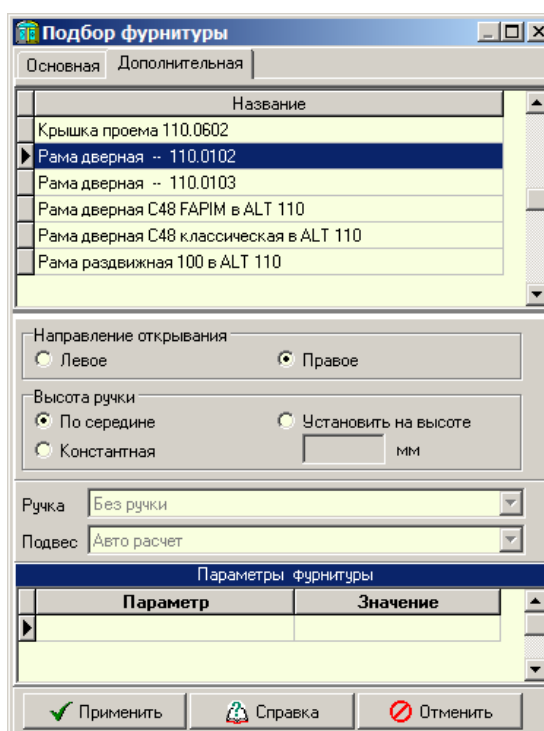 Подбор фурнитуры
Основная Дополнительная
Название
Крышка проема 110.0602
Рама дверная -- 110.0102
Рама дверная -- 110.0103
Рама дверная С48 FAPIM в ALT 110
Рама дверная С48 классическая в ALT 110
Рама раздвижная 100 в ALT 110
Направление открывания
Левое Правое
Высота ручки
По середине Установить на высоте
Константная мм
Ручка Без ручки
Подвес Авто расчет
Параметры фурнитуры
Параметр Значение
Применить Справка Отменить